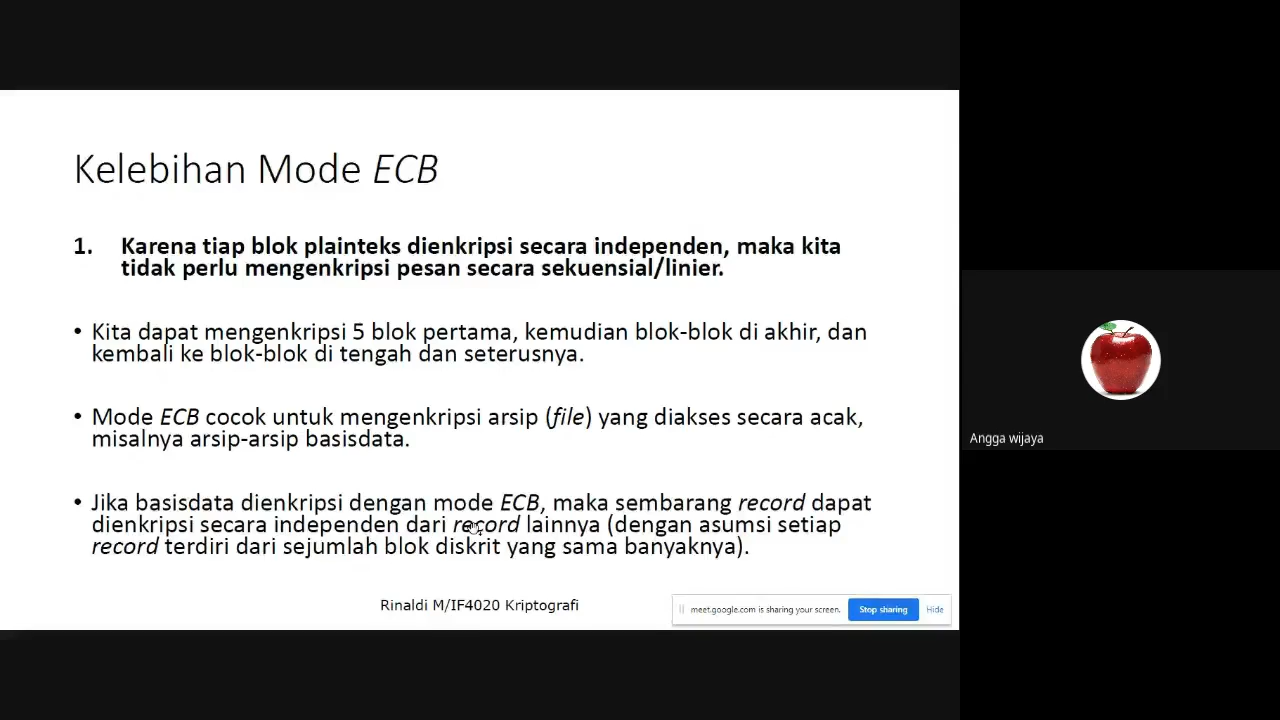 Kelebihan Mode ECB
1. Karena tiap blok plainteks dienkripsi secara independen, maka kita
tidak perlu mengenkripsi pesan secara sekuensial/linier.
• Kita dapat mengenkripsi 5 blok pertama, kemudian blok-blok di akhir, dan
kembali ke blok-blok di tengah dan seterusnya.
• Mode ECB cocok untuk mengenkripsi arsip (file) yang diakses secara acak,
misalnya arsip-arsip basisdata.
• Jika basisdata dienkripsi dengan mode ECB, maka sembarang record dapat
dienkripsi secara independen dari record lainnya (dengan asumsi setiap
record terdiri dari sejumlah blok diskrit yang sama banyaknya).
Rinaldi M/IF4020 Kriptografi
meet.google.com is sharing your screen. Stop sharing Hide
Angga wijaya